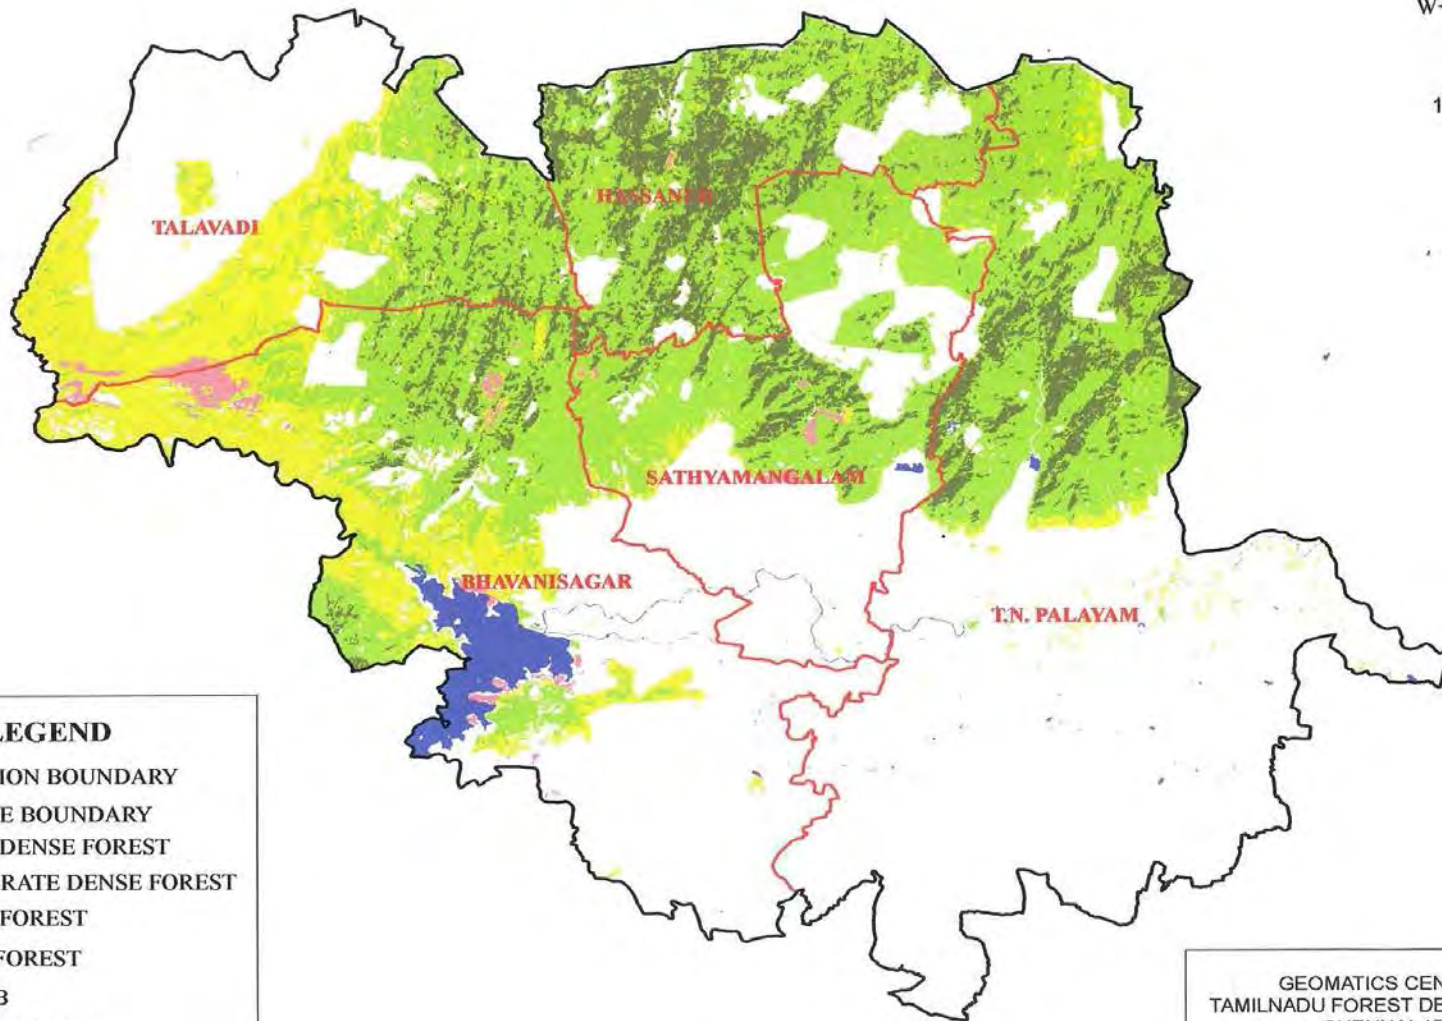 W
1
HASSANUR
TALAVADI
SATHYAMANGALAM
BHAVANISAGAR
T.N. PALAYAM
LEGEND
ION BOUNDARY
E BOUNDARY
DENSE FOREST
RATE DENSE FOREST
FOREST
FOREST
B
GEOMATICS CEN
TAMILNADU FOREST DE